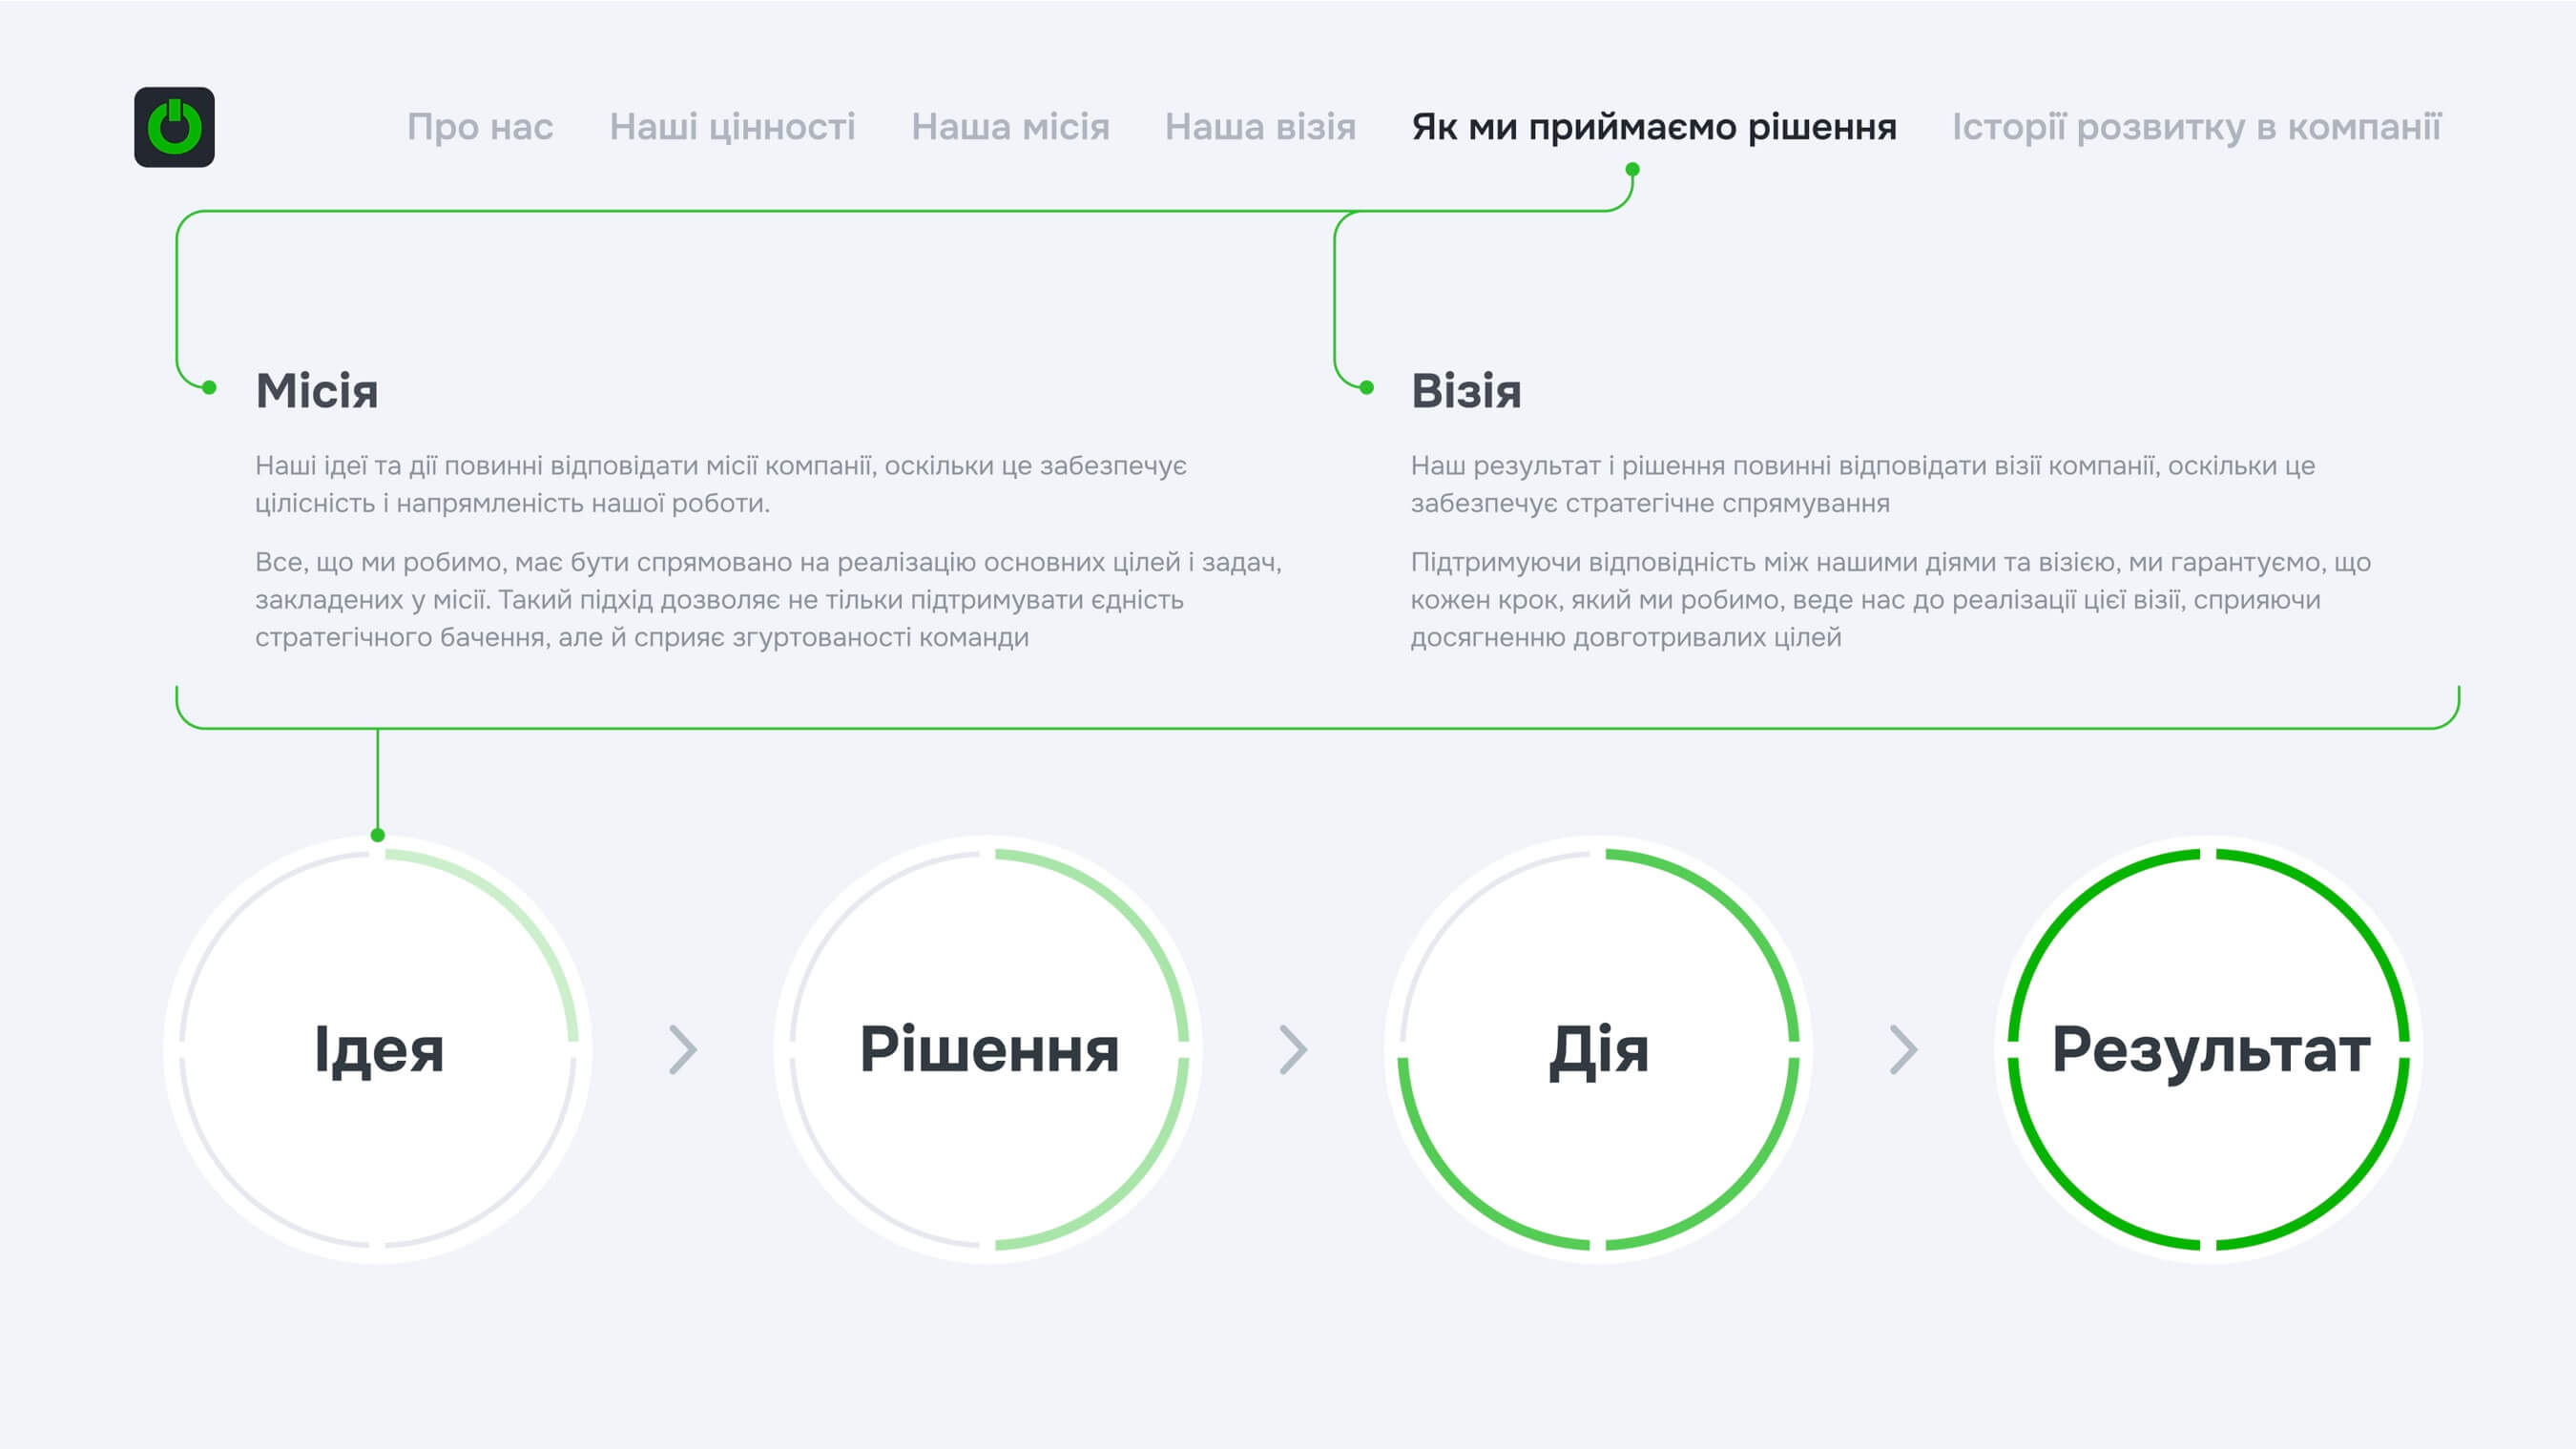 Про нас
Наші цінності
Наша місія
Наша візія
Як ми приймаємо рішення
Історії розвитку в компанії
Місія
Наші ідеї та дії повинні відповідати місії компанії, оскільки це забезпечує
цілісність і напрямленість нашої роботи.
Все, що ми робимо, має бути спрямовано на реалізацію основних цілей і задач,
закладених у місії. Такий підхід дозволяє не тільки підтримувати єдність
стратегічного бачення, але й сприяє згуртованості команди
Візія
Наш результат і рішення повинні відповідати візії компанії, оскільки це
забезпечує стратегічне спрямування
Підтримуючи відповідність між нашими діями та візією, ми гарантуємо, що
кожен крок, який ми робимо, веде нас до реалізації цієї візії, сприяючи
досягненню довготривалих цілей
Ідея
Рішення
Дія
Результат